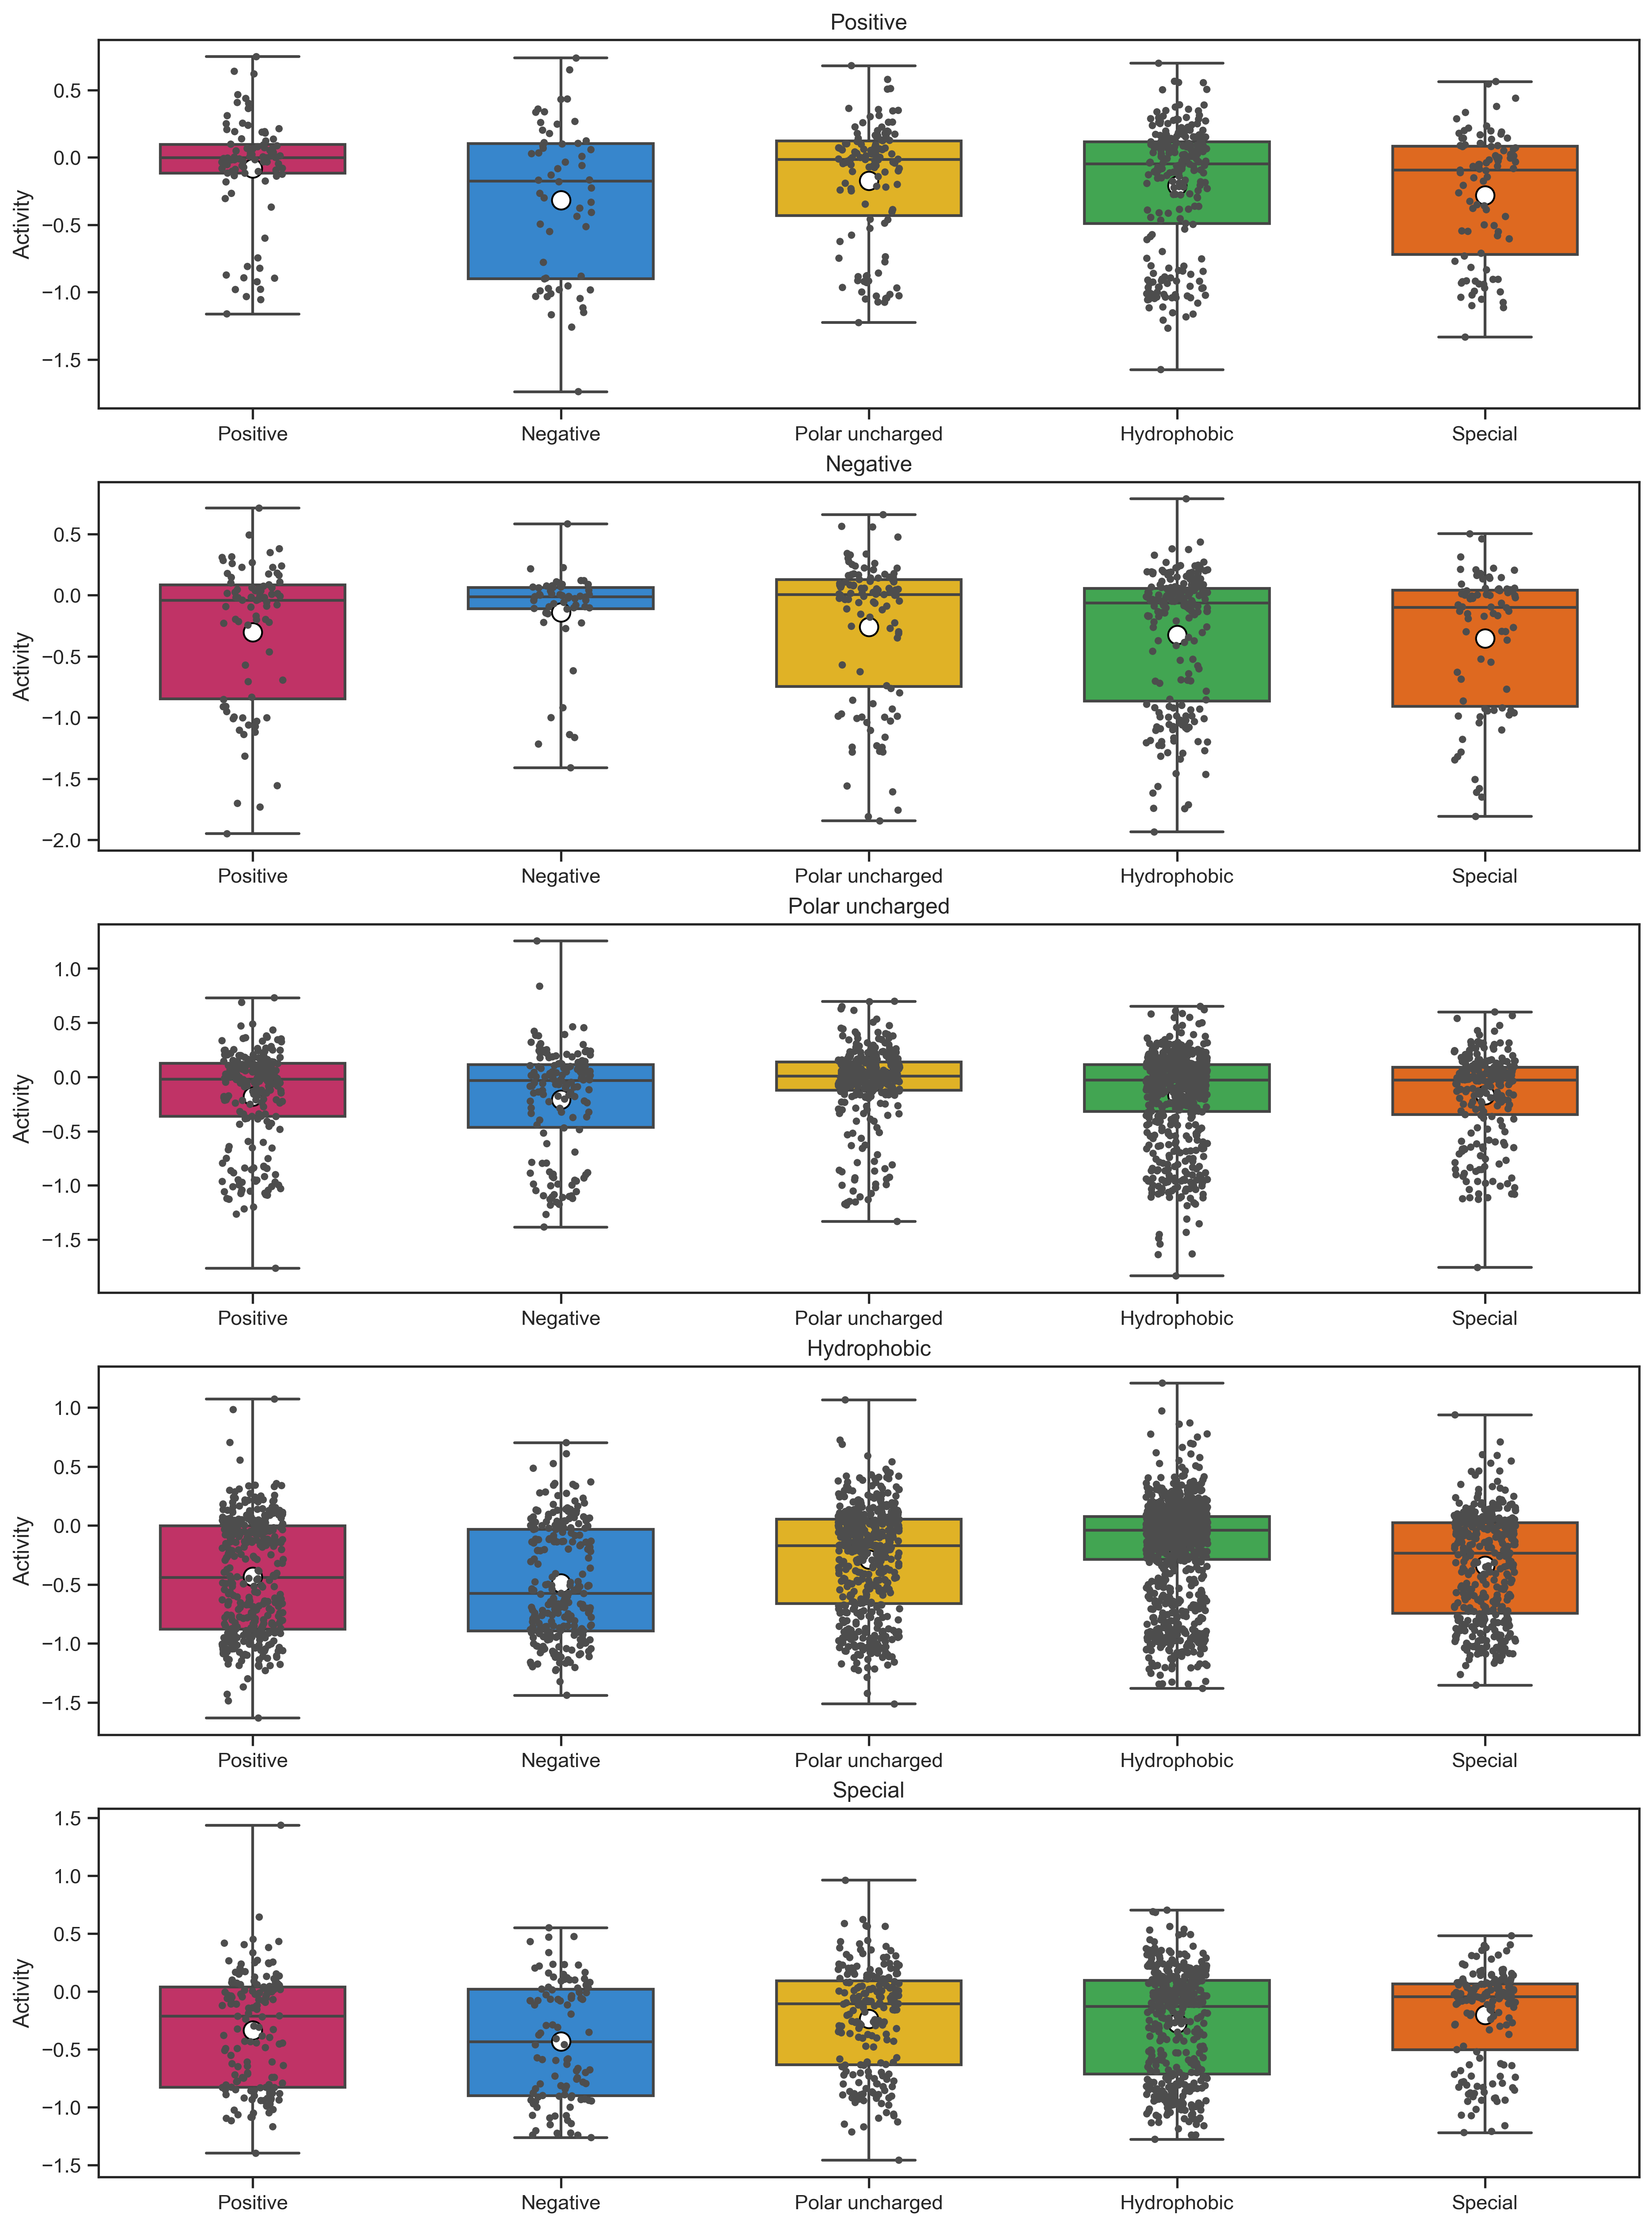 Positive
0.5
0.0
−0.5
−1.0
−1.5
Activity
Positive Negative Polar uncharged Hydrophobic Special
Negative
0.5
0.0
−0.5
−1.0
−1.5
−2.0
Activity
Positive Negative Polar uncharged Hydrophobic Special
Polar uncharged
1.0
0.5
0.0
−0.5
−1.0
−1.5
Activity
Positive Negative Polar uncharged Hydrophobic Special
Hydrophobic
1.0
0.5
0.0
−0.5
−1.0
−1.5
Activity
Positive Negative Polar uncharged Hydrophobic Special
Special
1.5
1.0
0.5
0.0
−0.5
−1.0
−1.5
Activity
Positive Negative Polar uncharged Hydrophobic Special